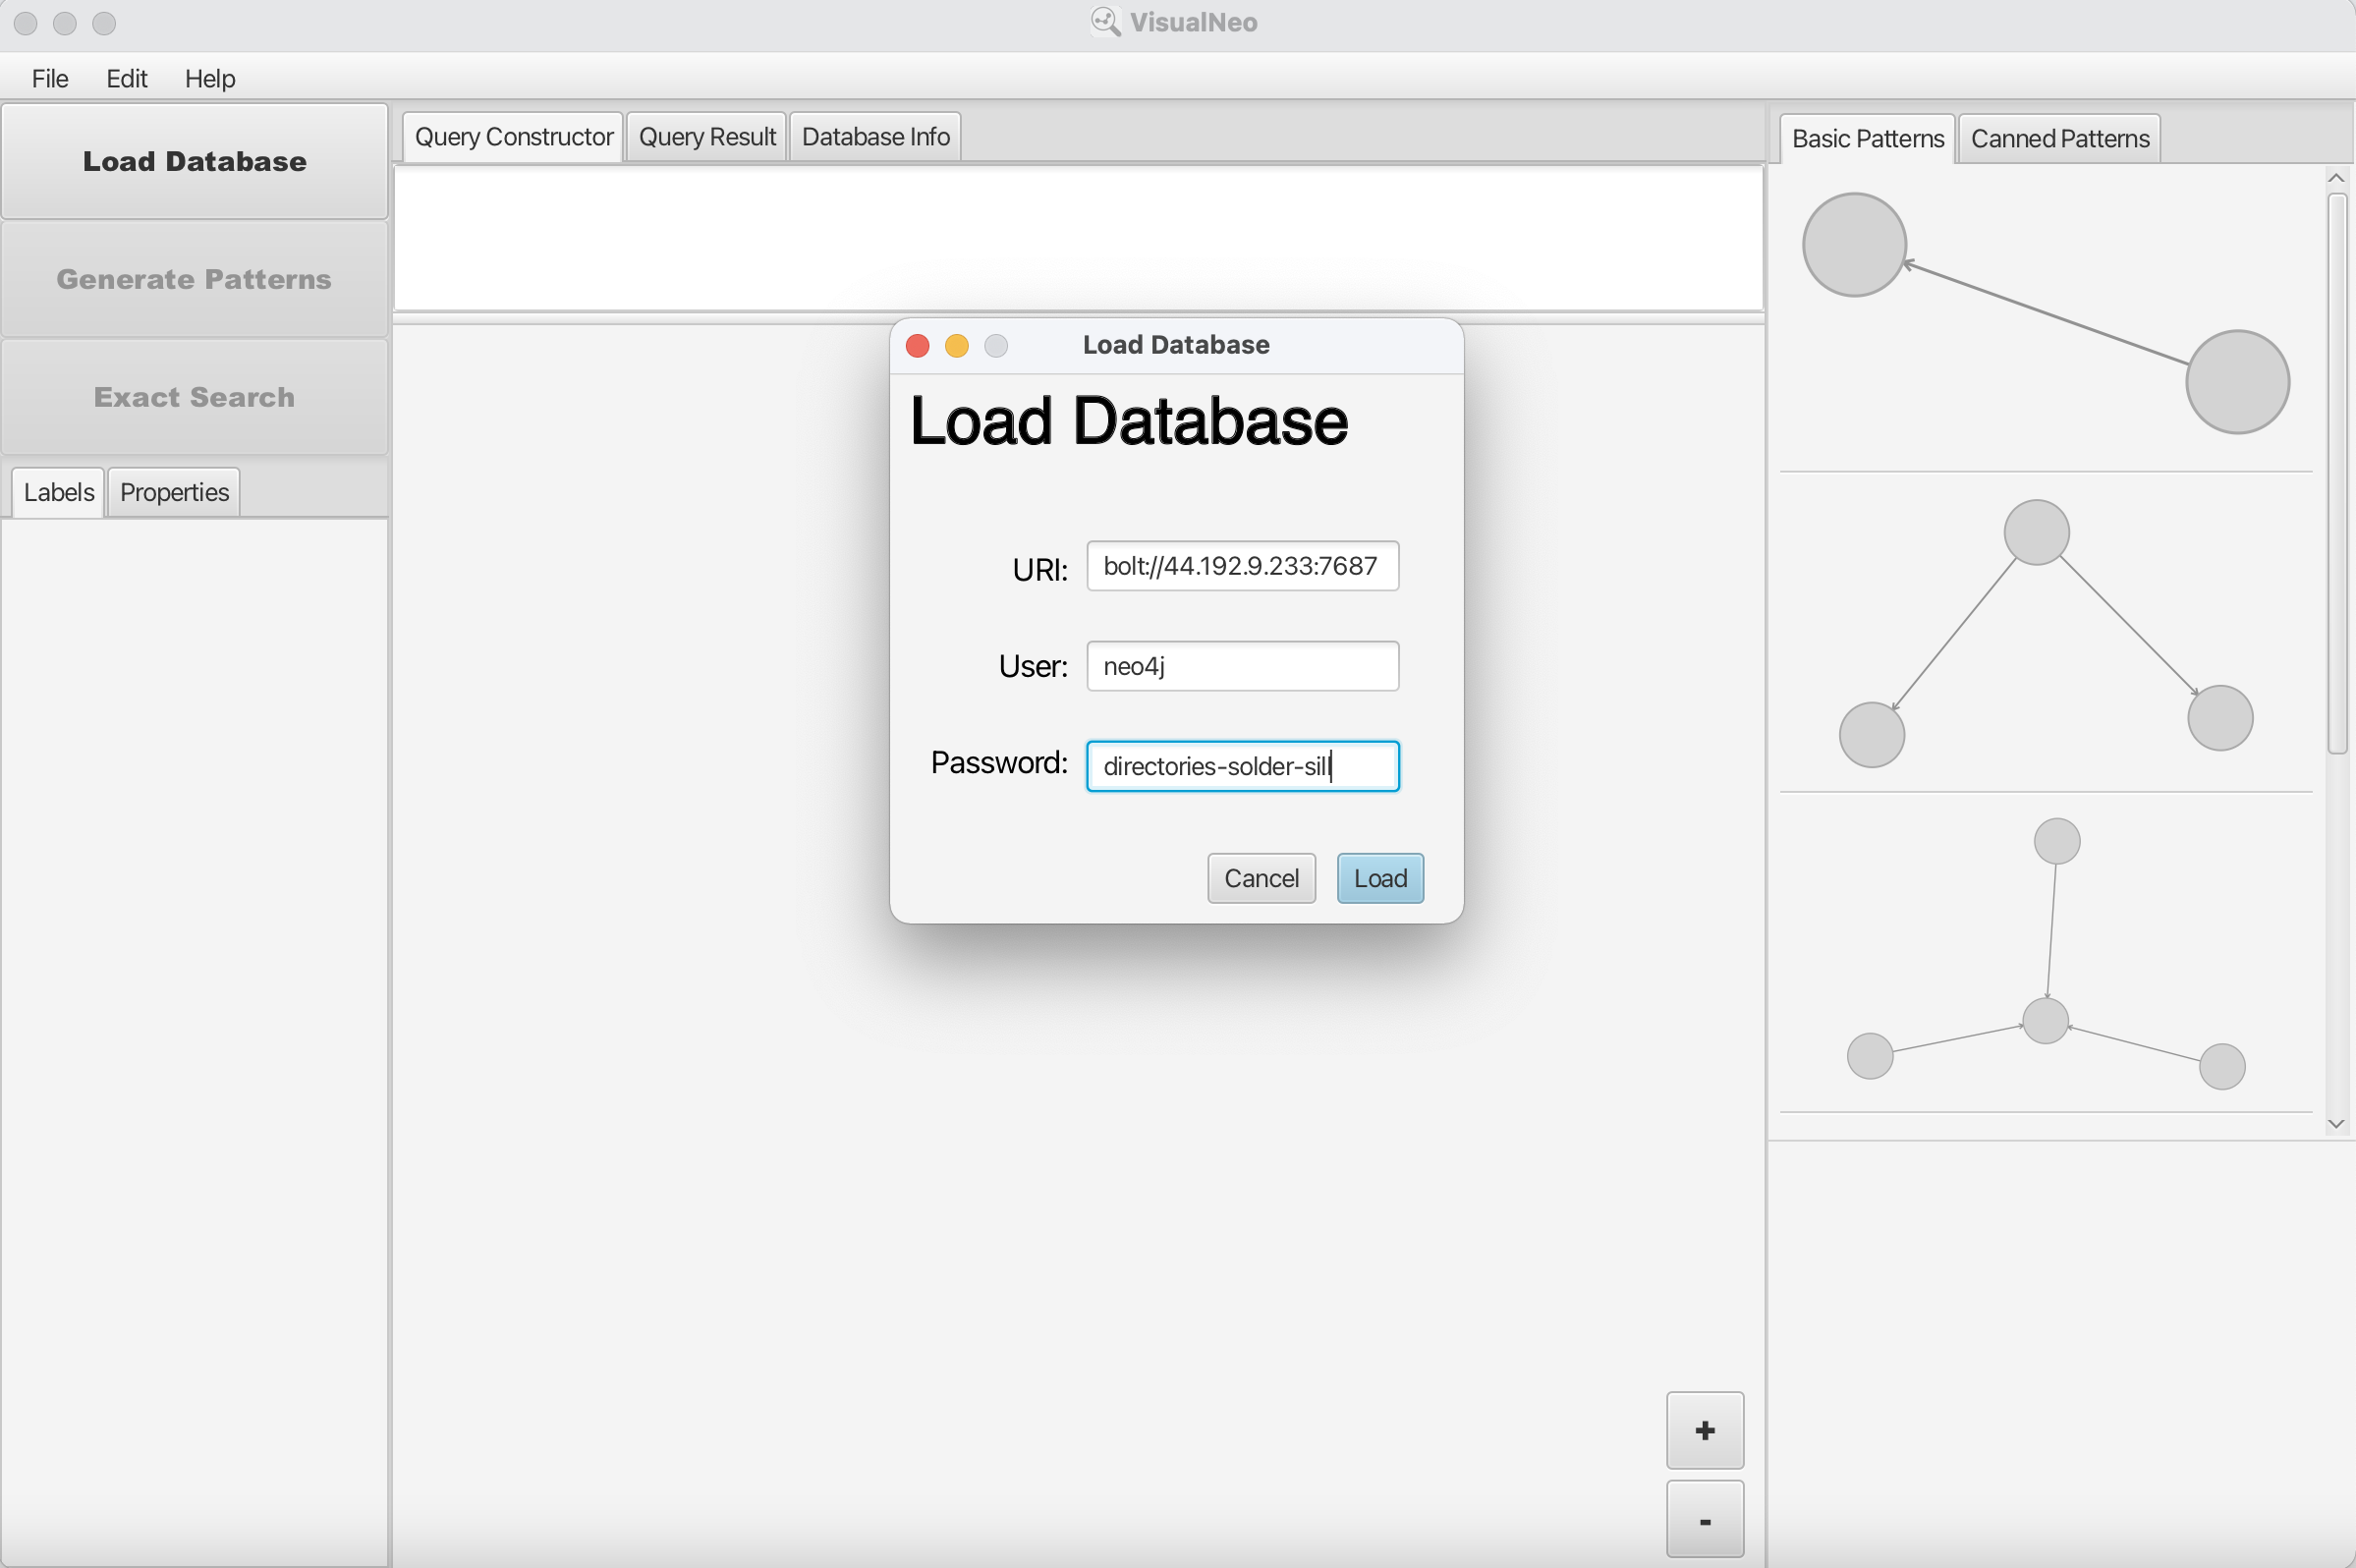 VisualNeo
File Edit Help
Load Database
Generate Patterns
Exact Search
Labels Properties
Query Constructor Query Result Database Info
Basic Patterns Canned Patterns
Load Database
Load Database
URI: bolt://44.192.9.233:7687
User: neo4j
Password: directories-solder-sill
Cancel Load
+
-